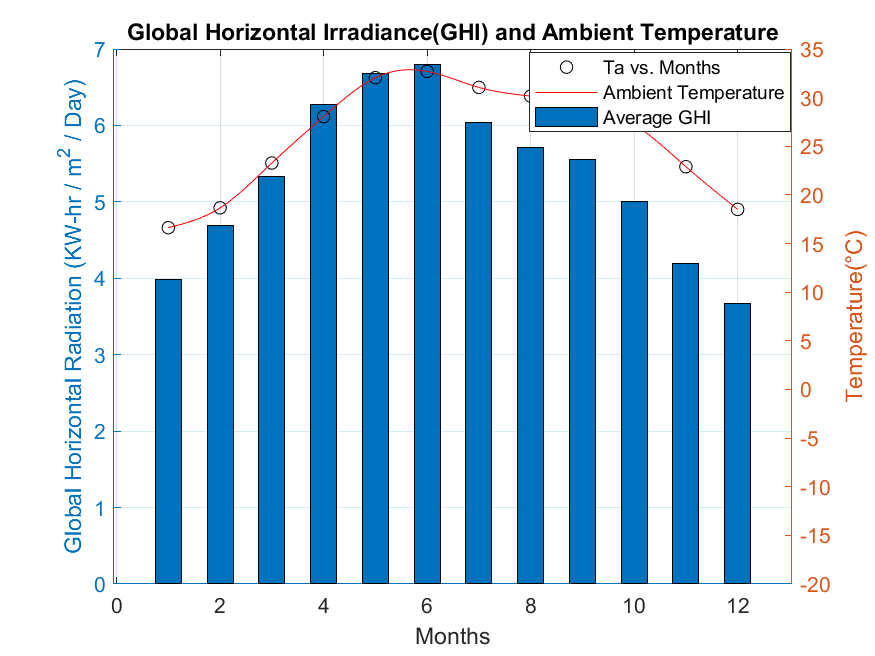 Global Horizontal Irradiance(GHI) and Ambient Temperature
Ta vs. Months
Ambient Temperature
Average GHI
7
6
5
4
3
2
1
0
Global Horizontal Radiation (KW-hr / m² / Day)
35
30
25
20
15
10
5
0
-5
-10
-15
-20
Temperature(°C)
0 2 4 6 8 10 12
Months